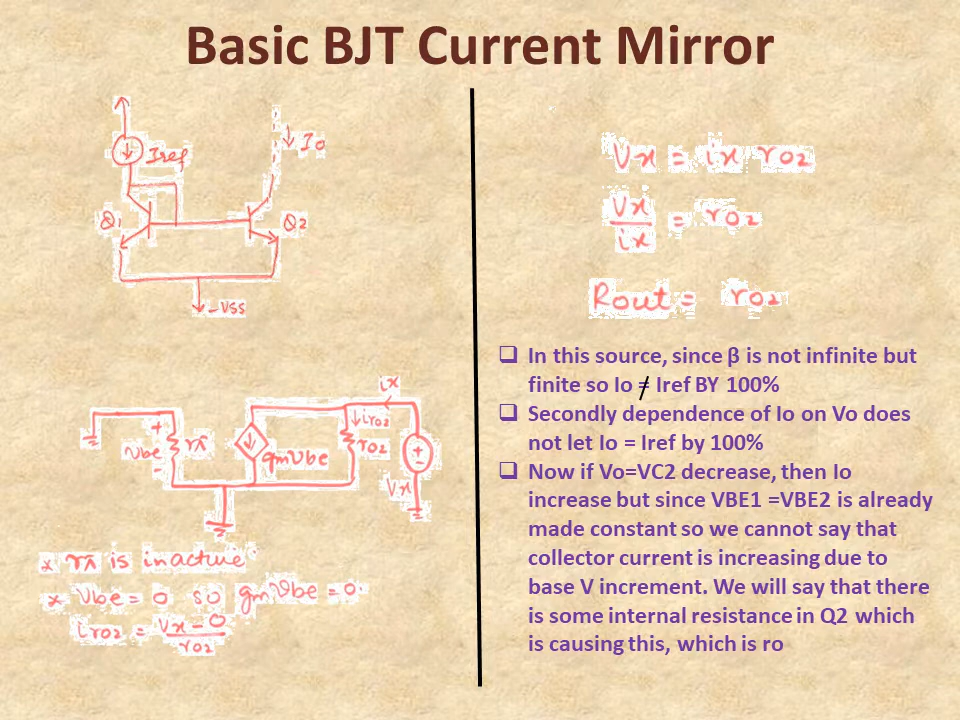 Basic BJT Current Mirror
Iref
Io
Q1
Q2
-VSS
ix
+
vbe
-
rπ
gmvbe
↓iro2
ro2
+
-
Vx
* rπ is inactive
* vbe = 0 so gmvbe = 0
iro2 = Vx - 0
ro2
Vx = ix ro2
Vx
ix
= ro2
Rout = ro2
❑ In this source, since β is not infinite but
finite so Io ≠ Iref BY 100%
❑ Secondly dependence of Io on Vo does
not let Io = Iref by 100%
❑ Now if Vo=VC2 decrease, then Io
increase but since VBE1 =VBE2 is already
made constant so we cannot say that
collector current is increasing due to
base V increment. We will say that there
is some internal resistance in Q2 which
is causing this, which is ro